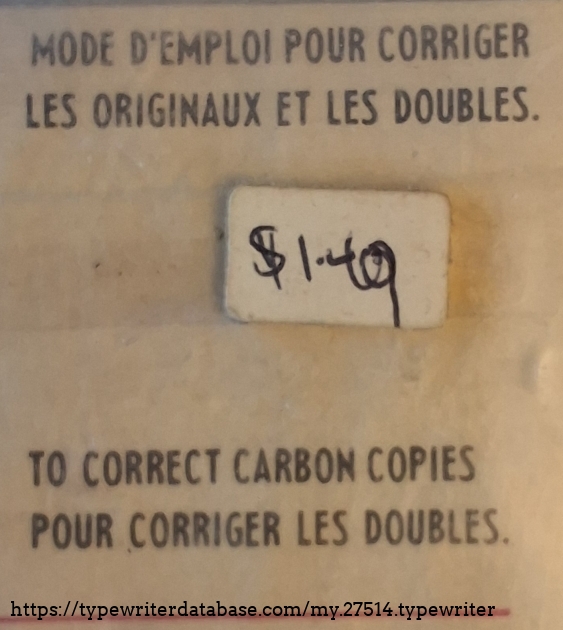 MODE D'EMPLOI POUR CORRIGER
LES ORIGINAUX ET LES DOUBLES.
$1.49
TO CORRECT CARBON COPIES
POUR CORRIGER LES DOUBLES.
https://typewriterdatabase.com/my.27514.typewriter